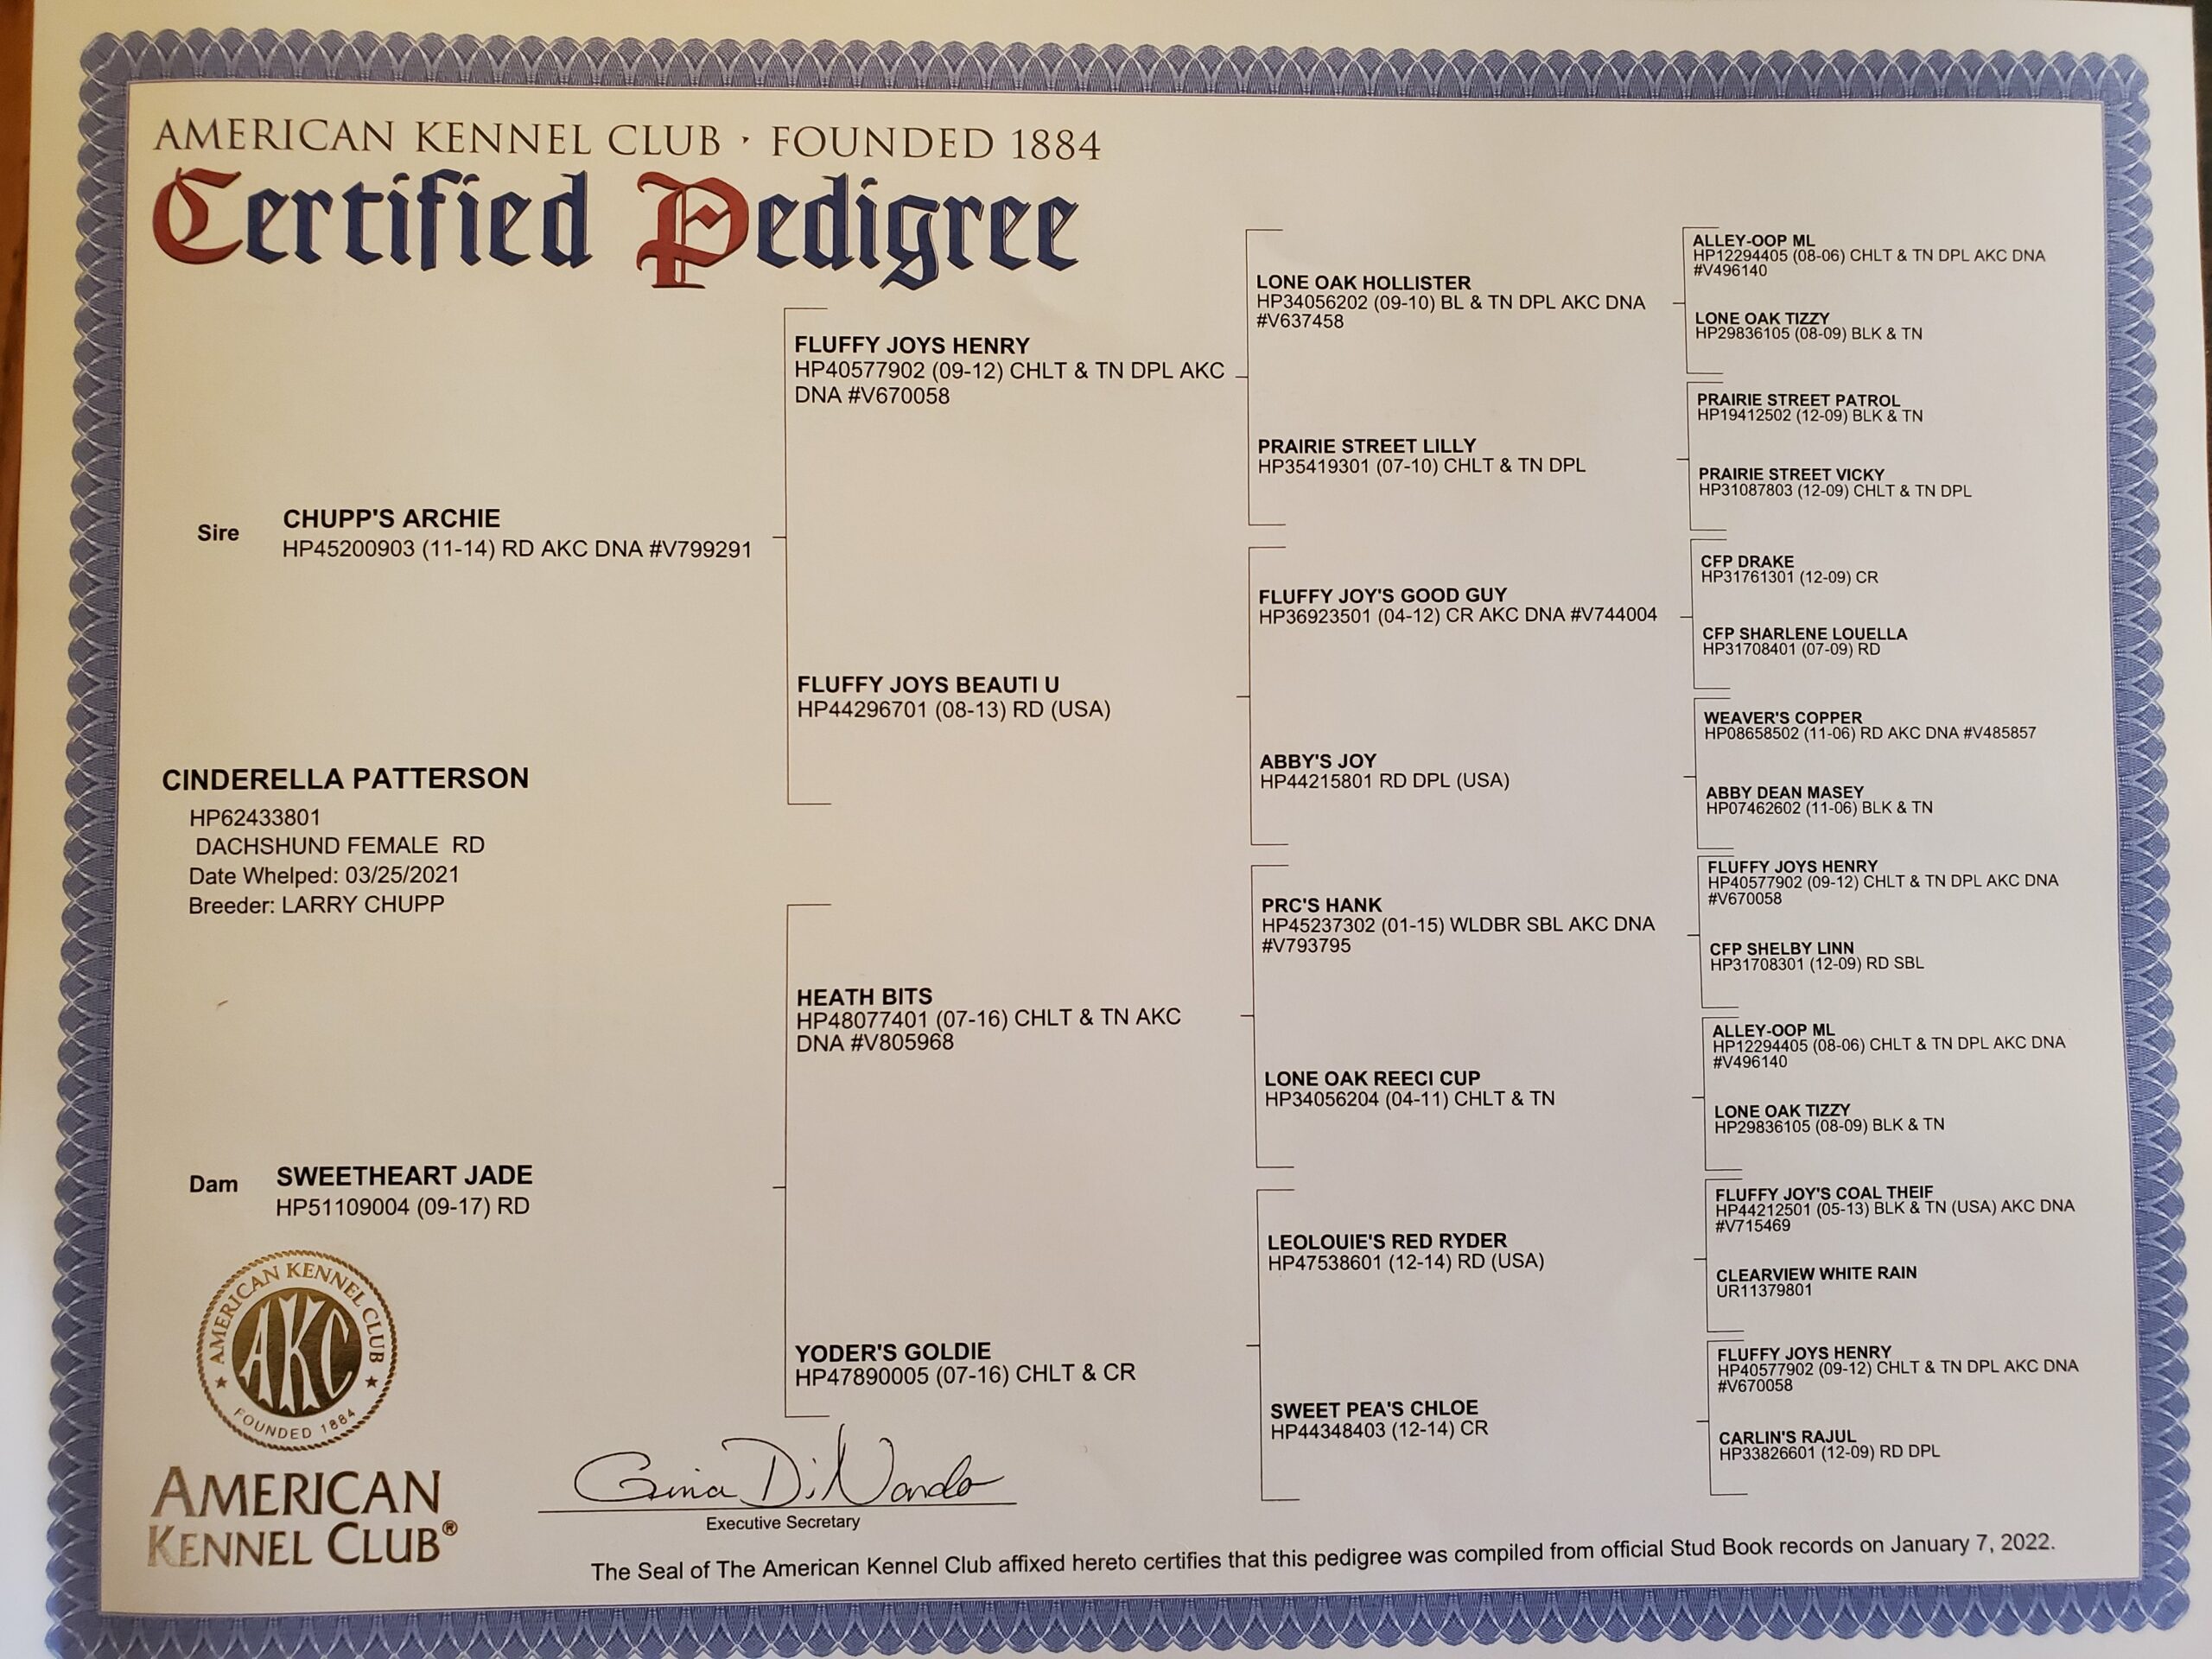 AMERICAN KENNEL CLUB · FOUNDED 1884
Certified Pedigree
Sire
CHUPP'S ARCHIE
HP45200903 (11-14) RD AKC DNA #V799291
CINDERELLA PATTERSON
HP62433801
DACHSHUND FEMALE RD
Date Whelped: 03/25/2021
Breeder: LARRY CHUPP
Dam
SWEETHEART JADE
HP51109004 (09-17) RD
FLUFFY JOYS HENRY
HP40577902 (09-12) CHLT & TN DPL AKC
DNA #V670058
FLUFFY JOYS BEAUTI U
HP44296701 (08-13) RD (USA)
HEATH BITS
HP48077401 (07-16) CHLT & TN AKC
DNA #V805968
YODER'S GOLDIE
HP47890005 (07-16) CHLT & CR
LONE OAK HOLLISTER
HP34056202 (09-10) BL & TN DPL AKC DNA
#V637458
PRAIRIE STREET LILLY
HP35419301 (07-10) CHLT & TN DPL
FLUFFY JOY'S GOOD GUY
HP36923501 (04-12) CR AKC DNA #V744004
ABBY'S JOY
HP44215801 RD DPL (USA)
PRC'S HANK
HP45237302 (01-15) WLDBR SBL AKC DNA
#V793795
LONE OAK REECI CUP
HP34056204 (04-11) CHLT & TN
LEOLOUIE'S RED RYDER
HP47538601 (12-14) RD (USA)
SWEET PEA'S CHLOE
HP44348403 (12-14) CR
ALLEY-OOP ML
HP12294405 (08-06) CHLT & TN DPL AKC DNA
#V496140
LONE OAK TIZZY
HP29836105 (08-09) BLK & TN
PRAIRIE STREET PATROL
HP19412502 (12-09) BLK & TN
PRAIRIE STREET VICKY
HP31087803 (12-09) CHLT & TN DPL
CFP DRAKE
HP31761301 (12-09) CR
CFP SHARLENE LOUELLA
HP31708401 (07-09) RD
WEAVER'S COPPER
HP08658502 (11-06) RD AKC DNA #V485857
ABBY DEAN MASEY
HP07462602 (11-06) BLK & TN
FLUFFY JOYS HENRY
HP40577902 (09-12) CHLT & TN DPL AKC DNA
#V670058
CFP SHELBY LINN
HP31708301 (12-09) RD SBL
ALLEY-OOP ML
HP12294405 (08-06) CHLT & TN DPL AKC DNA
#V496140
LONE OAK TIZZY
HP29836105 (08-09) BLK & TN
FLUFFY JOY'S COAL THEIF
HP44212501 (05-13) BLK & TN (USA) AKC DNA
#V715469
CLEARVIEW WHITE RAIN
UR11379801
FLUFFY JOYS HENRY
HP40577902 (09-12) CHLT & TN DPL AKC DNA
#V670058
CARLIN'S RAJUL
HP33826601 (12-09) RD DPL
AMERICAN KENNEL CLUB
AKC
FOUNDED 1884
AMERICAN
KENNEL CLUB®
Gina DiNardo
Executive Secretary
The Seal of The American Kennel Club affixed hereto certifies that this pedigree was compiled from official Stud Book records on January 7, 2022.